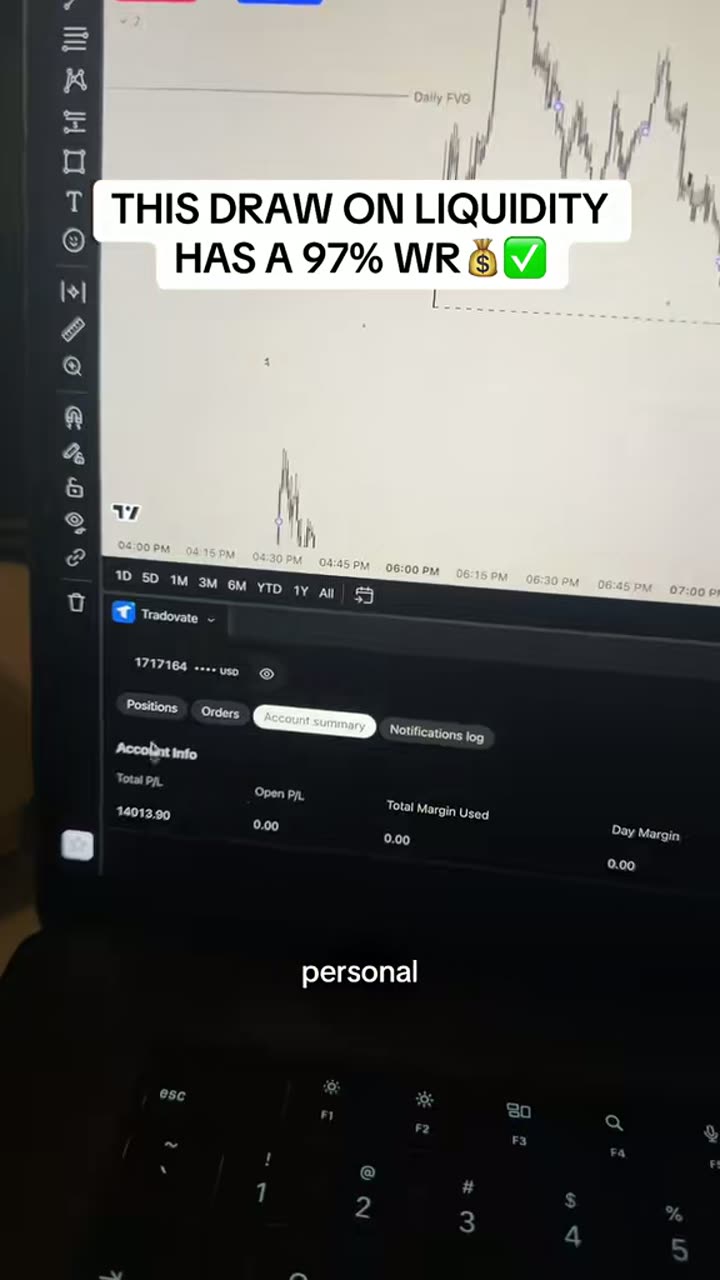 Daily FVG
THIS DRAW ON LIQUIDITY
HAS A 97% WR💰✅
04:00 PM 04:15 PM 04:30 PM 04:45 PM 06:00 PM 06:15 PM 06:30 PM 06:45 PM 07:00 PM
1D 5D 1M 3M 6M YTD 1Y All
Tradovate
1717164 •••• USD
Positions Orders Account summary Notifications log
Account Info
Total P/L Open P/L Total Margin Used Day Margin
14013.90 0.00 0.00 0.00
personal
esc F1 F2 F3 F4
~ ! @ # $ %
` 1 2 3 4 5